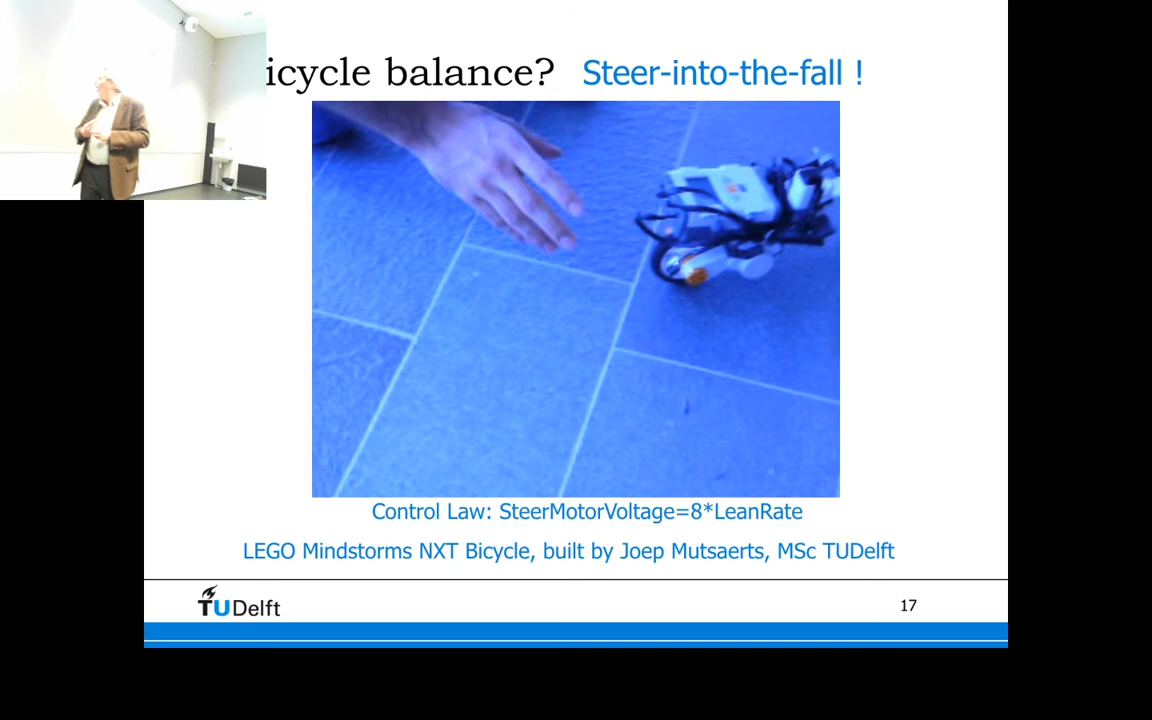 icycle balance? Steer-into-the-fall !
Control Law: SteerMotorVoltage=8*LeanRate
LEGO Mindstorms NXT Bicycle, built by Joep Mutsaerts, MSc TUDelft
TUDelft
17